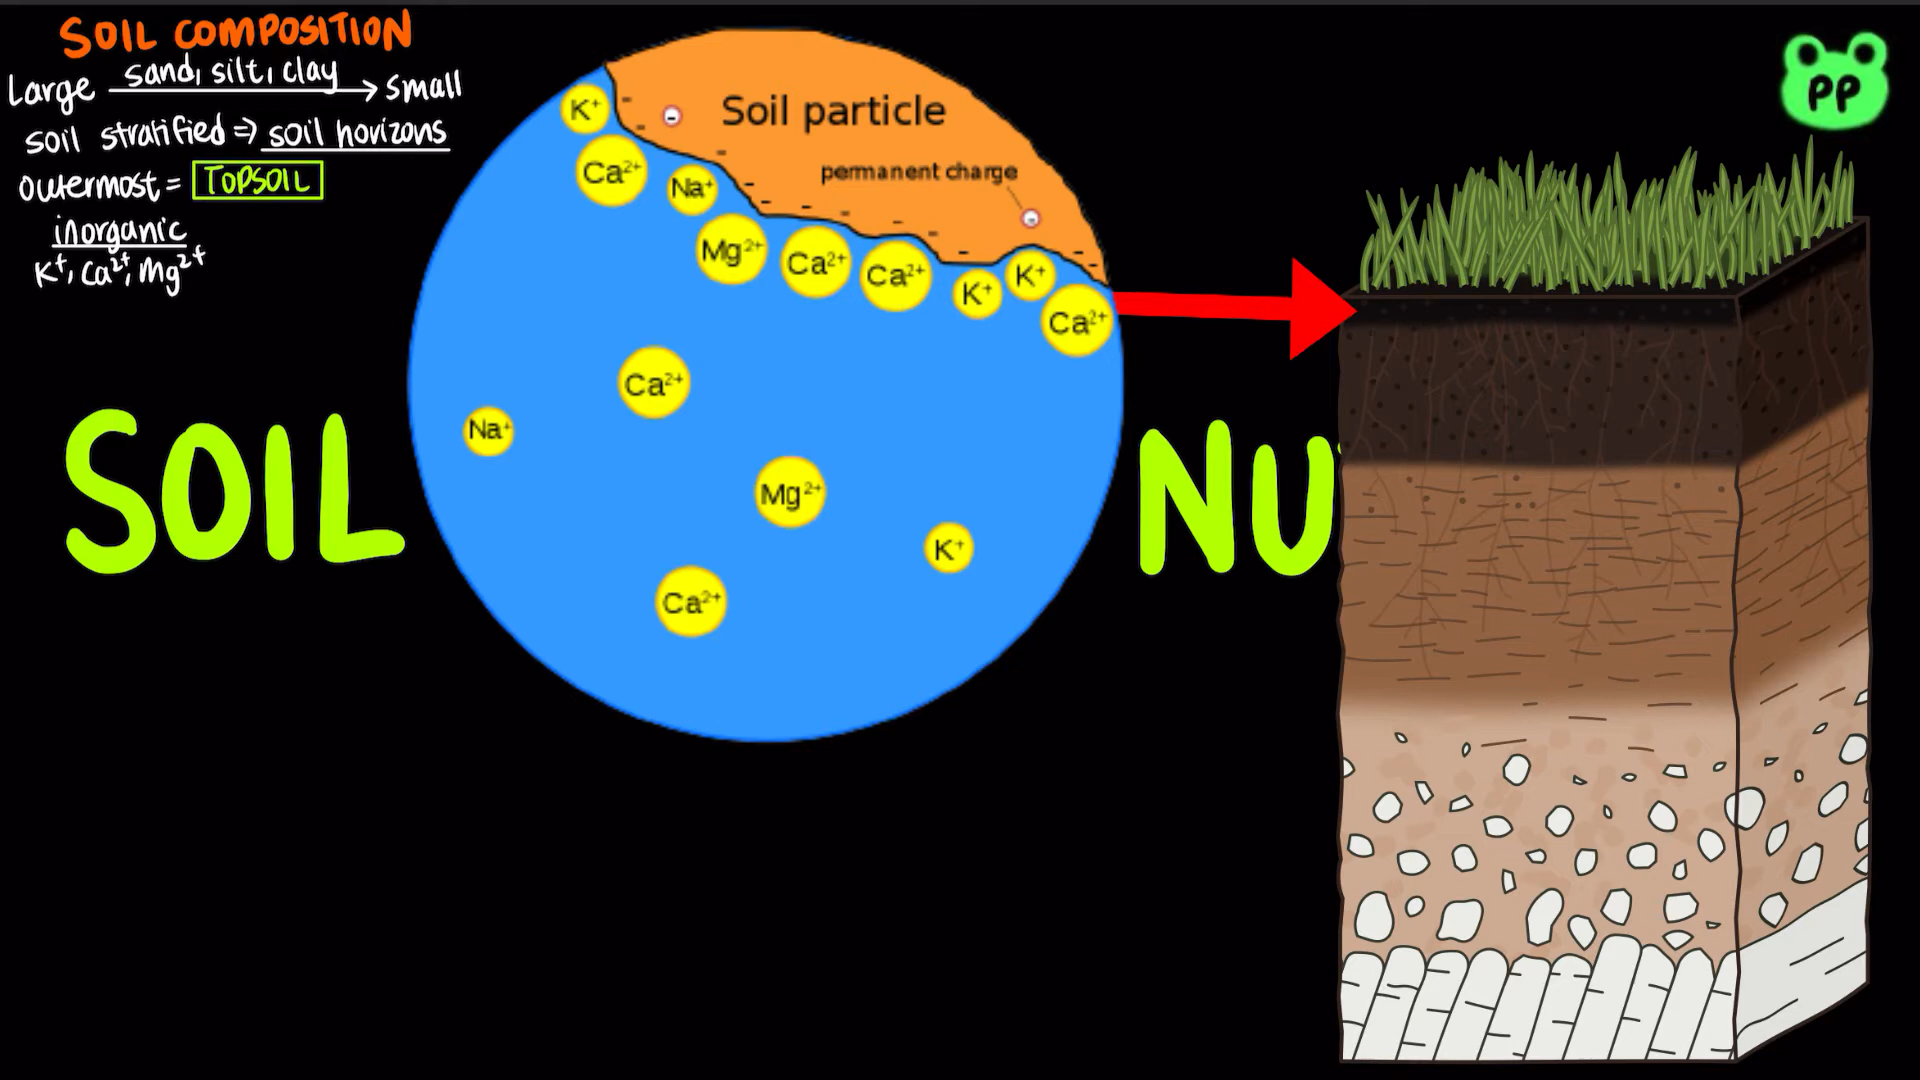 SOIL COMPOSITION
Large sand, silt, clay → small
soil stratified ⇒ soil horizons
outermost = TOPSOIL
inorganic
K⁺, Ca²⁺, Mg²⁺
PP
Soil particle
permanent charge
K⁺
Ca²⁺
Na⁺
Mg²⁺
Ca²⁺
Ca²⁺
K⁺
K⁺
Ca²⁺
Ca²⁺
Na⁺
Mg²⁺
K⁺
Ca²⁺
SOIL NU